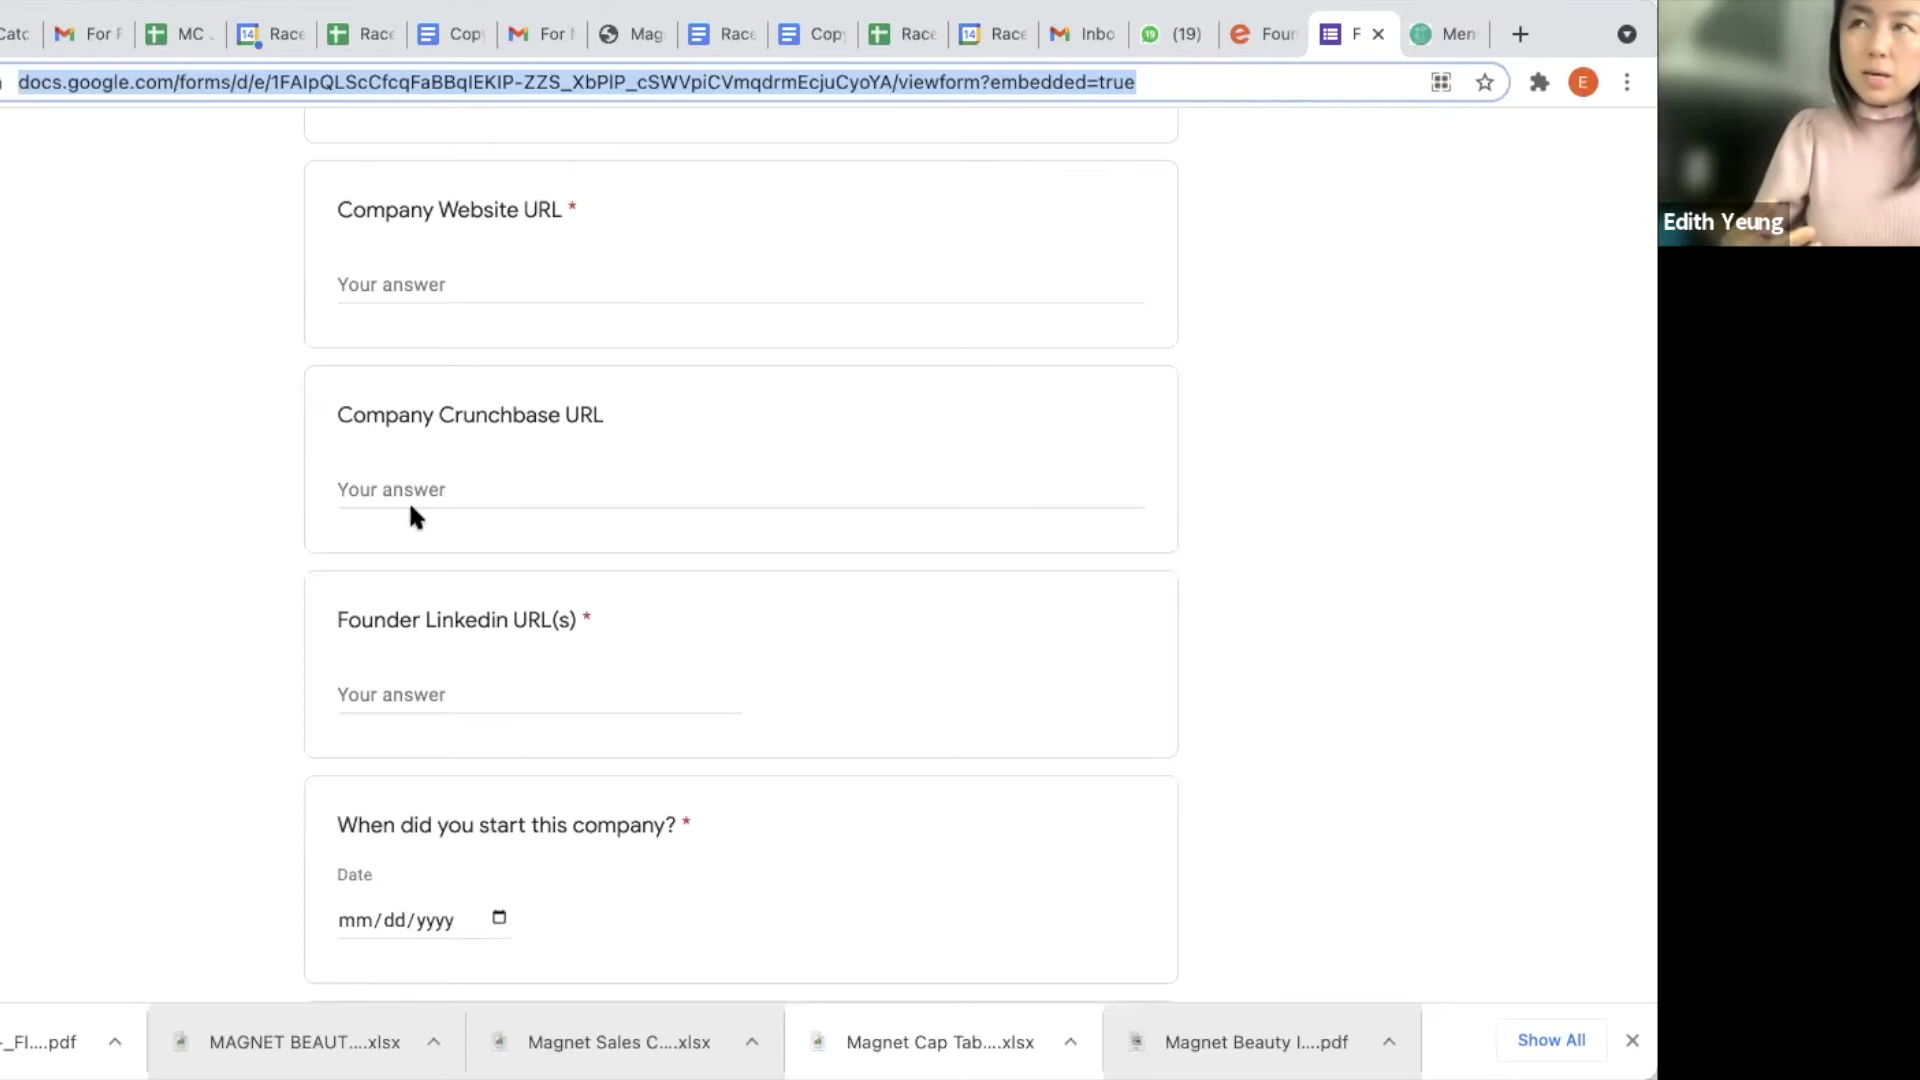 Catc
For F
MC .
Race
Race
Cop
For I
Mag
Race
Cop
Race
Race
Inbo
(19)
Four
F
Men
docs.google.com/forms/d/e/1FAIpQLScCfcqFaBBqIEKIP-ZZS_XbPlP_cSWVpiCVmqdrmEcjuCyoYA/viewform?embedded=true
E
Edith Yeung
Company Website URL *
Your answer
Company Crunchbase URL
Your answer
Founder Linkedin URL(s) *
Your answer
When did you start this company? *
Date
mm/dd/yyyy
-_FI....pdf
MAGNET BEAUT....xlsx
Magnet Sales C....xlsx
Magnet Cap Tab....xlsx
Magnet Beauty I....pdf
Show All